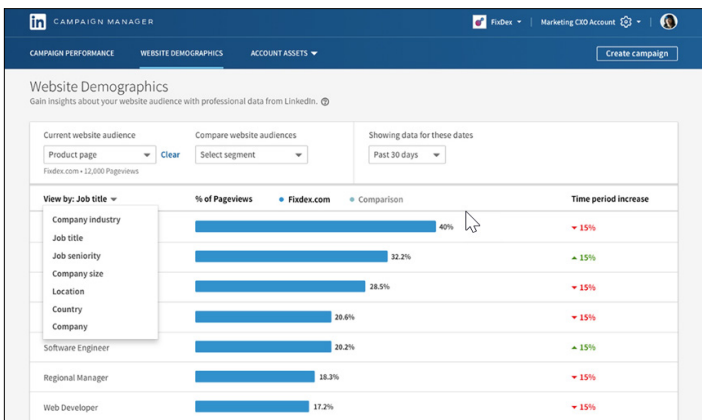 in CAMPAIGN MANAGER
FixDex
Marketing CXO Account
CAMPAIGN PERFORMANCE
WEBSITE DEMOGRAPHICS
ACCOUNT ASSETS
Create campaign
Website Demographics
Gain insights about your website audience with professional data from LinkedIn.
Current website audience
Compare website audiences
Showing data for these dates
Product page
Clear
Select segment
Past 30 days
Fixdex.com • 12,000 Pageviews
View by: Job title
% of Pageviews
Fixdex.com
Comparison
Time period increase
Company industry
40%
15%
Job title
Job seniority
32.2%
15%
Company size
28.5%
15%
Location
Country
20.6%
15%
Company
Software Engineer
20.2%
15%
Regional Manager
18.3%
15%
Web Developer
17.2%
15%